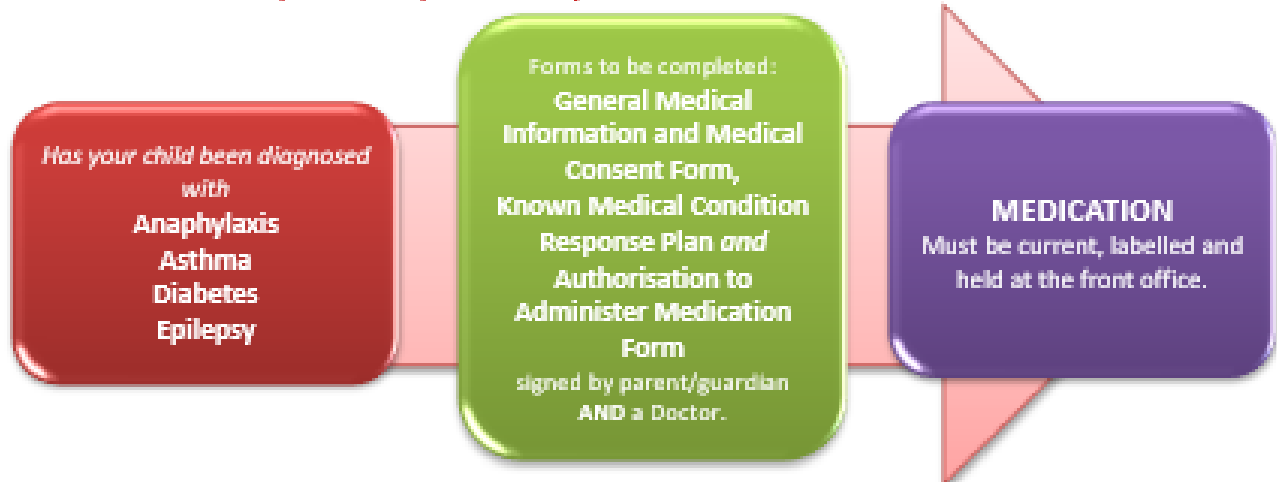 Has your child been diagnosed
with
Anaphylaxis
Asthma
Diabetes
Epilepsy
Forms to be completed:
General Medical
Information and Medical
Consent Form,
Known Medical Condition
Response Plan and
Authorisation to
Administer Medication
Form
signed by parent/guardian
AND a Doctor.
MEDICATION
Must be current, labelled and
held at the front office.